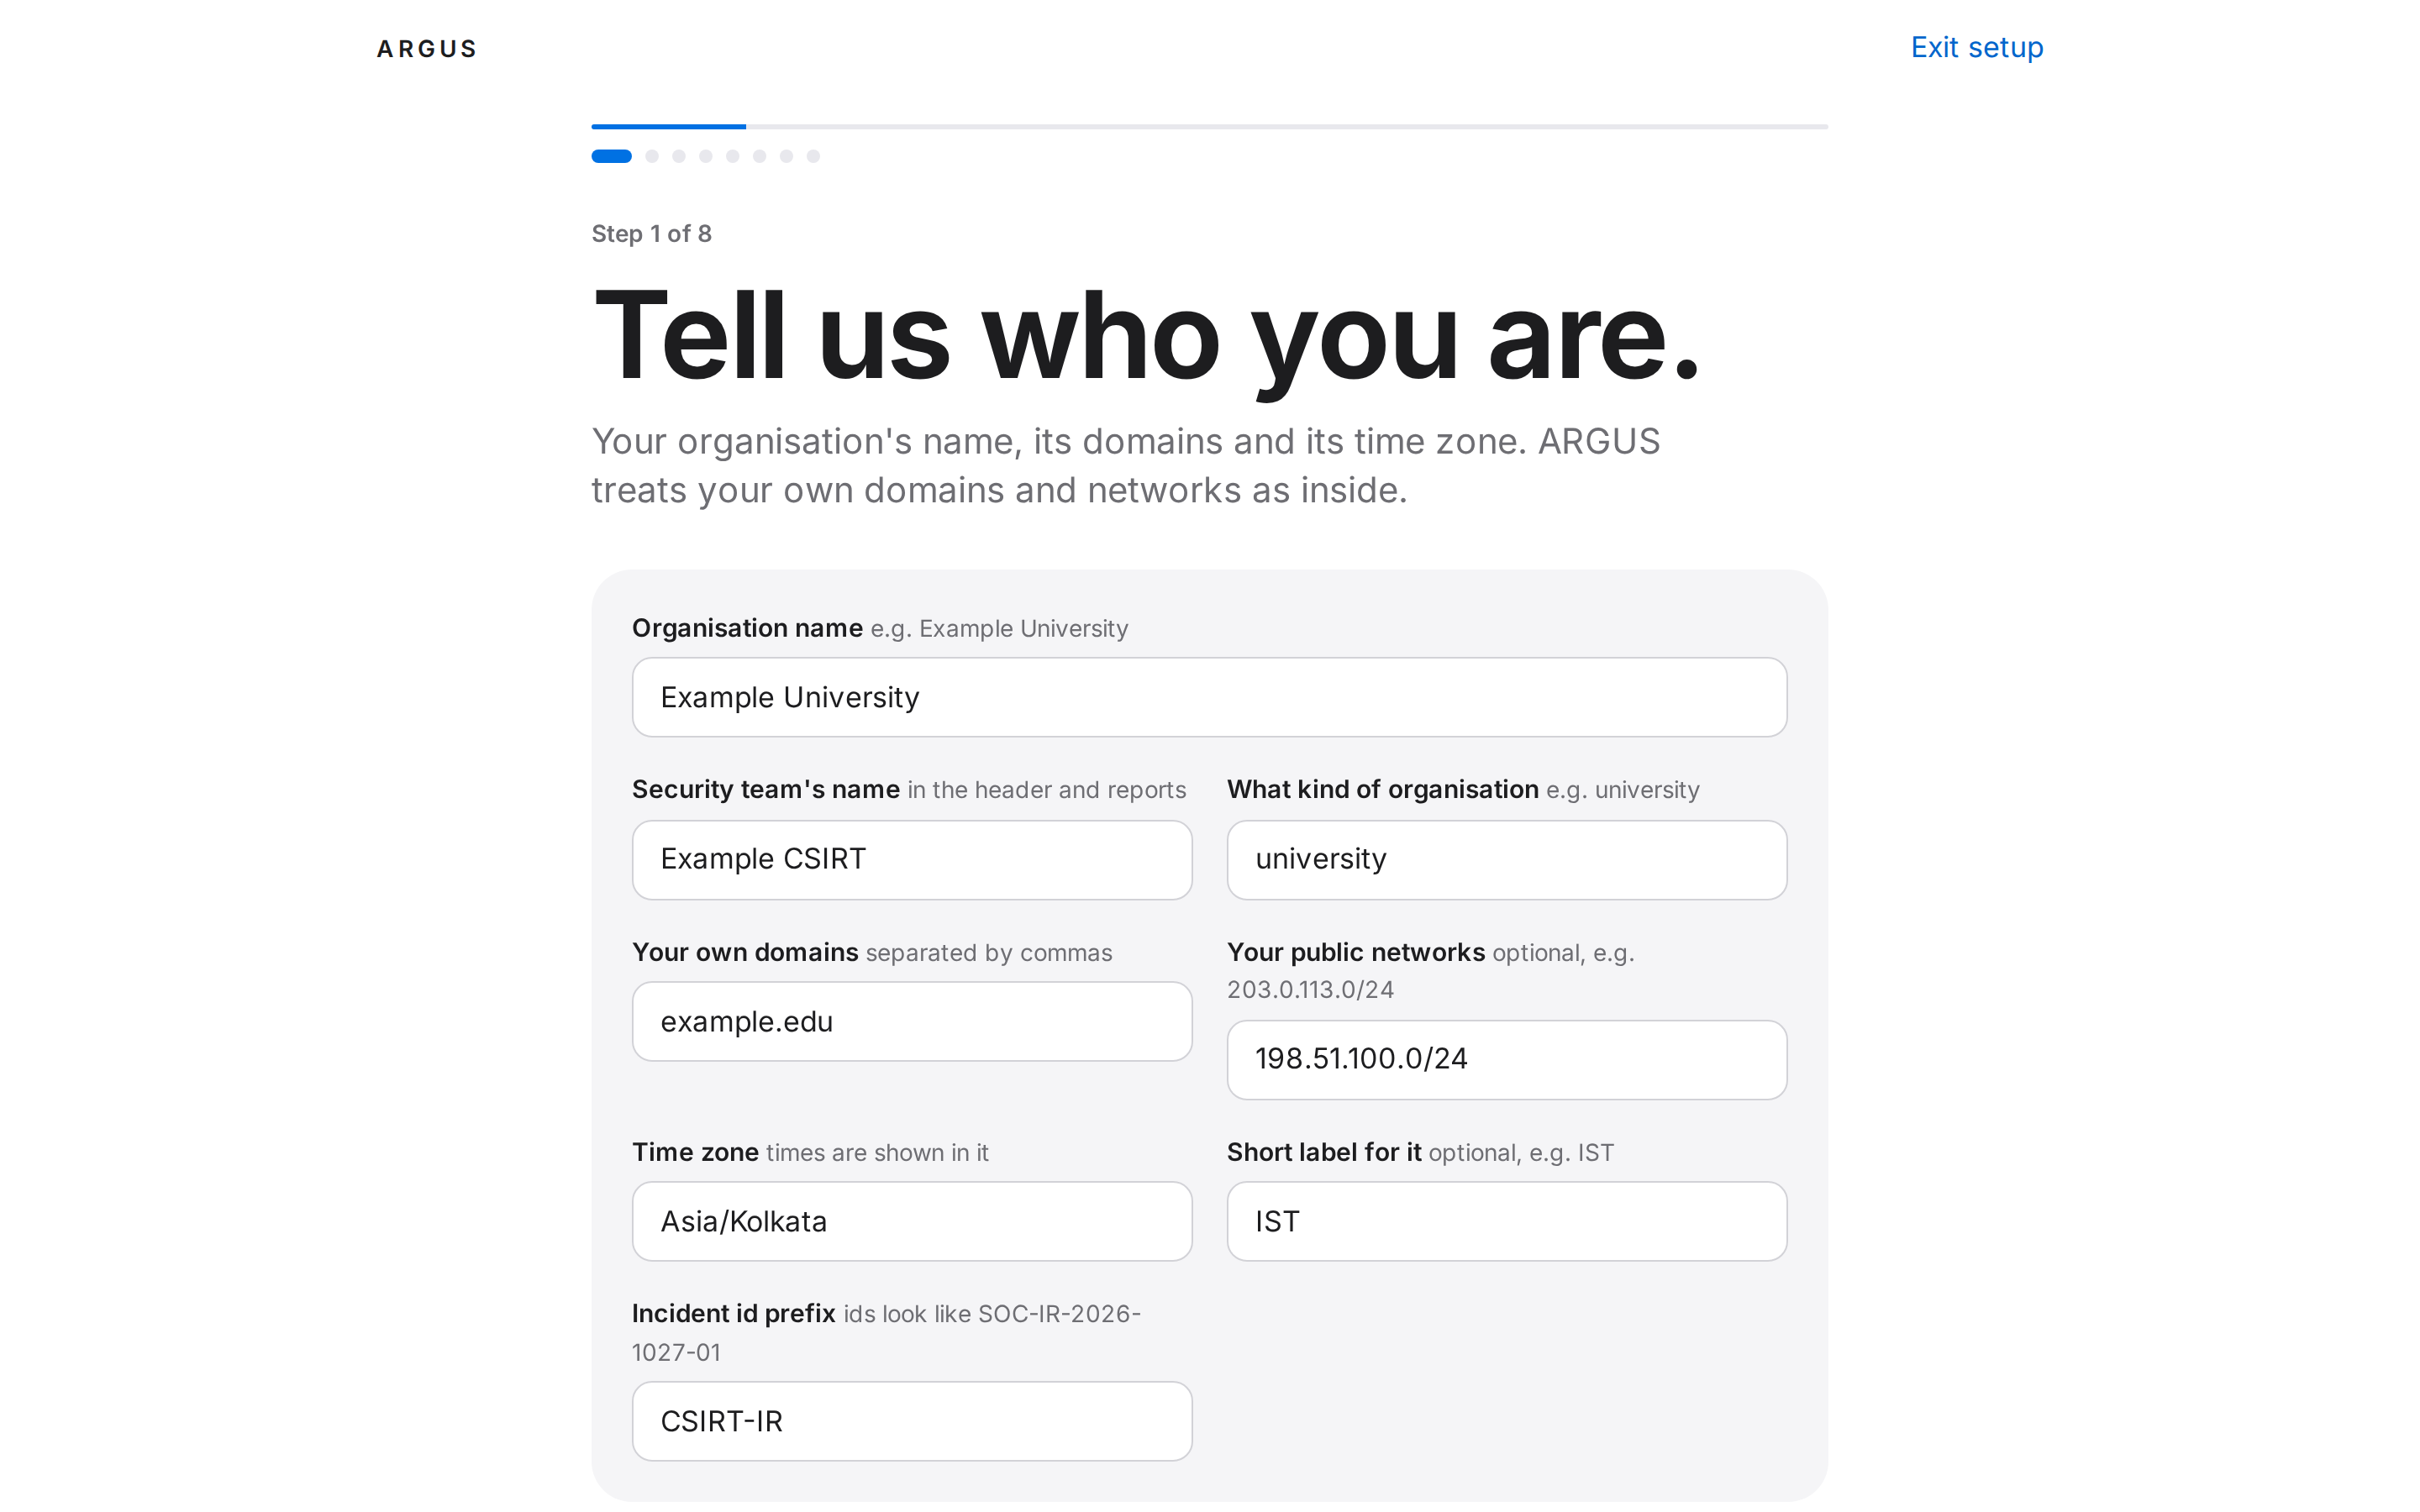 ARGUS
Exit setup
Step 1 of 8
Tell us who you are.
Your organisation's name, its domains and its time zone. ARGUS
treats your own domains and networks as inside.
Organisation name e.g. Example University
Example University
Security team's name in the header and reports
Example CSIRT
What kind of organisation e.g. university
university
Your own domains separated by commas
example.edu
Your public networks optional, e.g.
203.0.113.0/24
198.51.100.0/24
Time zone times are shown in it
Asia/Kolkata
Short label for it optional, e.g. IST
IST
Incident id prefix ids look like SOC-IR-2026-
1027-01
CSIRT-IR